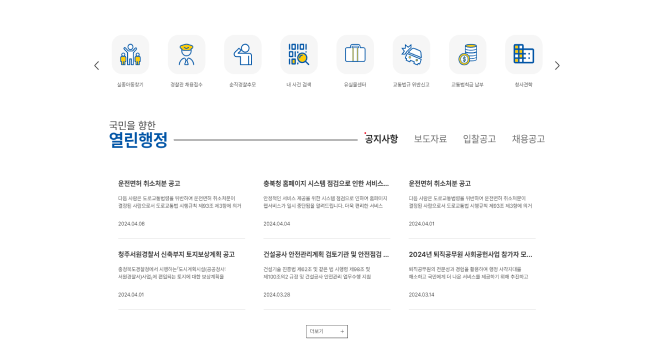 실종아동찾기
경찰관 채용접수
순직경찰추모
내 사건 검색
유실물센터
교통법규 위반신고
교통범칙금 납부
청사견학
국민을 향한
열린행정
공지사항
보도자료
입찰공고
채용공고
운전면허 취소처분 공고
다음 사람은 도로교통법령을 위반하여 운전면허 취소처분이
결정된 사람으로서 도로교통법 시행규칙 제93조 제3항에 의거
2024.04.08
충북청 홈페이지 시스템 점검으로 인한 서비스...
안정적인 서비스 제공을 위한 시스템 점검으로 인하여 홈페이지
웹서비스가 일시 중단됨을 알려드립니다. 더욱 편리한 서비스
2024.04.04
운전면허 취소처분 공고
다음 사람은 도로교통법령을 위반하여 운전면허 취소처분이
결정된 사람으로서 도로교통법 시행규칙 제93조 제3항에 의거
2024.04.01
청주서원경찰서 신축부지 토지보상계획 공고
충청북도경찰청에서 시행하는「도시계획시설(공공청사:
서원경찰서)사업」에 편입되는 토지에 대한 보상계획을
2024.04.01
건설공사 안전관리계획 검토기관 및 안전점검 ...
건설기술 진흥법 제62조 및 같은 법 시행령 제98조 및
제100조의2 규정 및 건설공사 안전관리 업무수행 지침
2024.03.28
2024년 퇴직공무원 사회공헌사업 참가자 모...
퇴직공무원의 전문성과 경험을 활용하여 행정 사각지대를
해소하고 국민에게 더 나은 서비스를 제공하기 위해 추진하고
2024.03.14
더보기 +